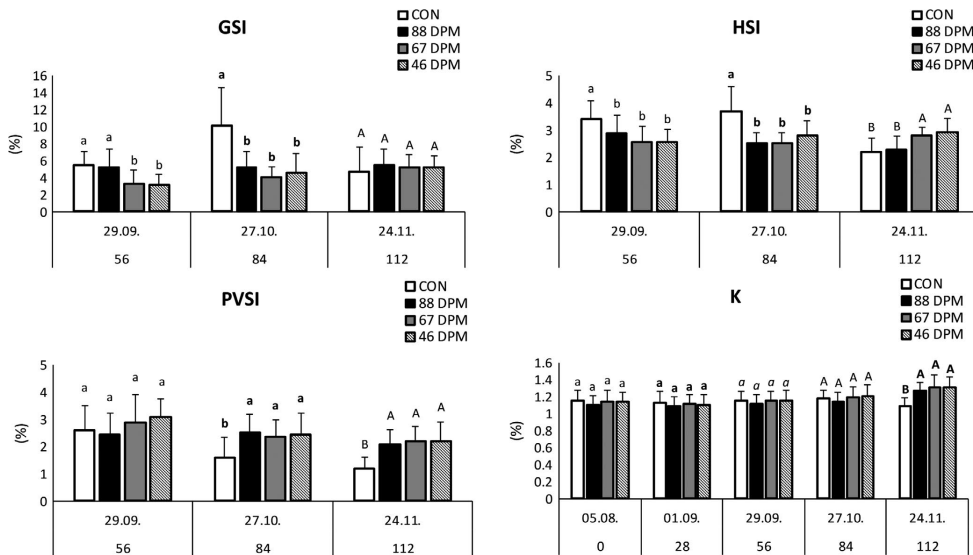 GSI
CON
88 DPM
67 DPM
46 DPM
(%)
16
14
12
10
8
6
4
2
0
a a b b
a b b b
A A A A
29.09. 27.10. 24.11.
56 84 112
HSI
CON
88 DPM
67 DPM
46 DPM
(%)
5
4
3
2
1
0
a b b b
a b b b
B B A A
29.09. 27.10. 24.11.
56 84 112
PVSI
CON
88 DPM
67 DPM
46 DPM
(%)
5
4
3
2
1
0
a a a a
b a a a
B A A A
29.09. 27.10. 24.11.
56 84 112
K
CON
88 DPM
67 DPM
46 DPM
(%)
1.6
1.4
1.2
1
0.8
0.6
0.4
0.2
0
a a a a
a a a a
a a a a
A A A A
B A A A
05.08. 01.09. 29.09. 27.10. 24.11.
0 28 56 84 112